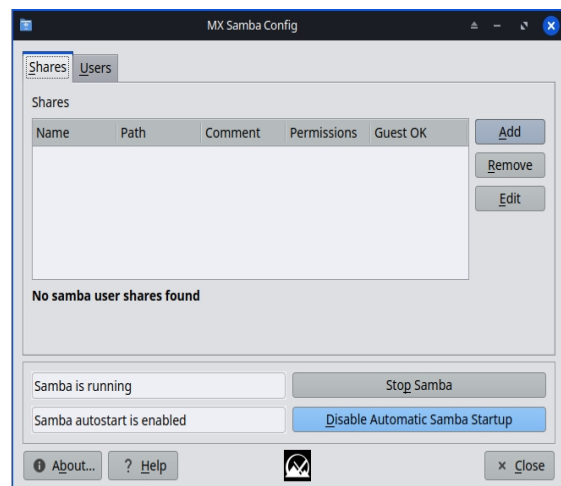 MX Samba Config
Shares Users
Shares
Name Path Comment Permissions Guest OK
Add
Remove
Edit
No samba user shares found
Samba is running Stop Samba
Samba autostart is enabled Disable Automatic Samba Startup
About... ? Help × Close